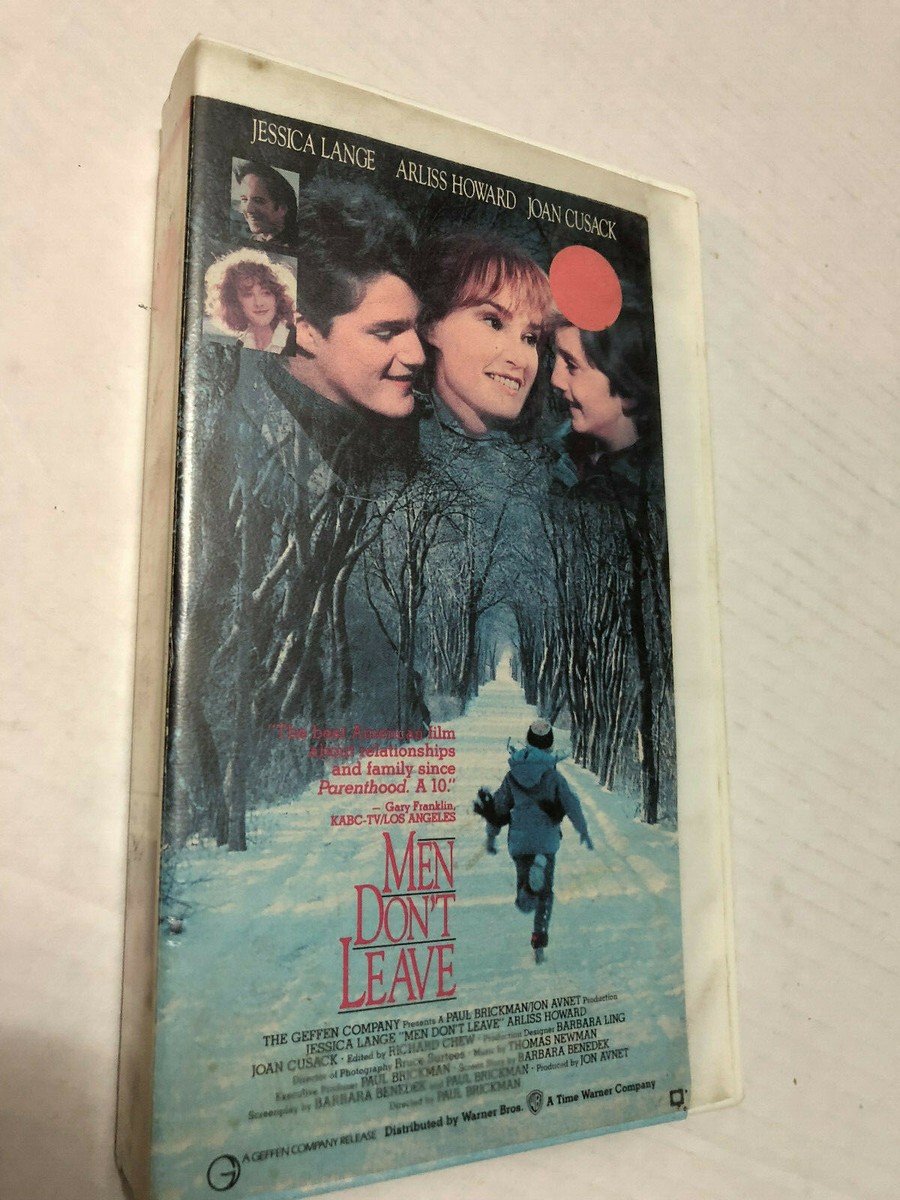 JESSICA LANGE ARLISS HOWARD JOAN CUSACK
"The best American film
about relationships
and family since
Parenthood. A 10."
— Gary Franklin,
KABC-TV/LOS ANGELES
MEN
DON'T
LEAVE
THE GEFFEN COMPANY Presents A PAUL BRICKMAN/JON AVNET Production
JESSICA LANGE "MEN DON'T LEAVE" ARLISS HOWARD
JOAN CUSACK · Edited by RICHARD CHEW · Production Designer BARBARA LING
Director of Photography Bruce Surtees · Music by THOMAS NEWMAN
Executive Producer PAUL BRICKMAN · Screen Story by BARBARA BENEDEK
Screenplay by BARBARA BENEDEK and PAUL BRICKMAN · Produced by JON AVNET
Directed by PAUL BRICKMAN
A GEFFEN COMPANY RELEASE Distributed by Warner Bros. WB A Time Warner Company